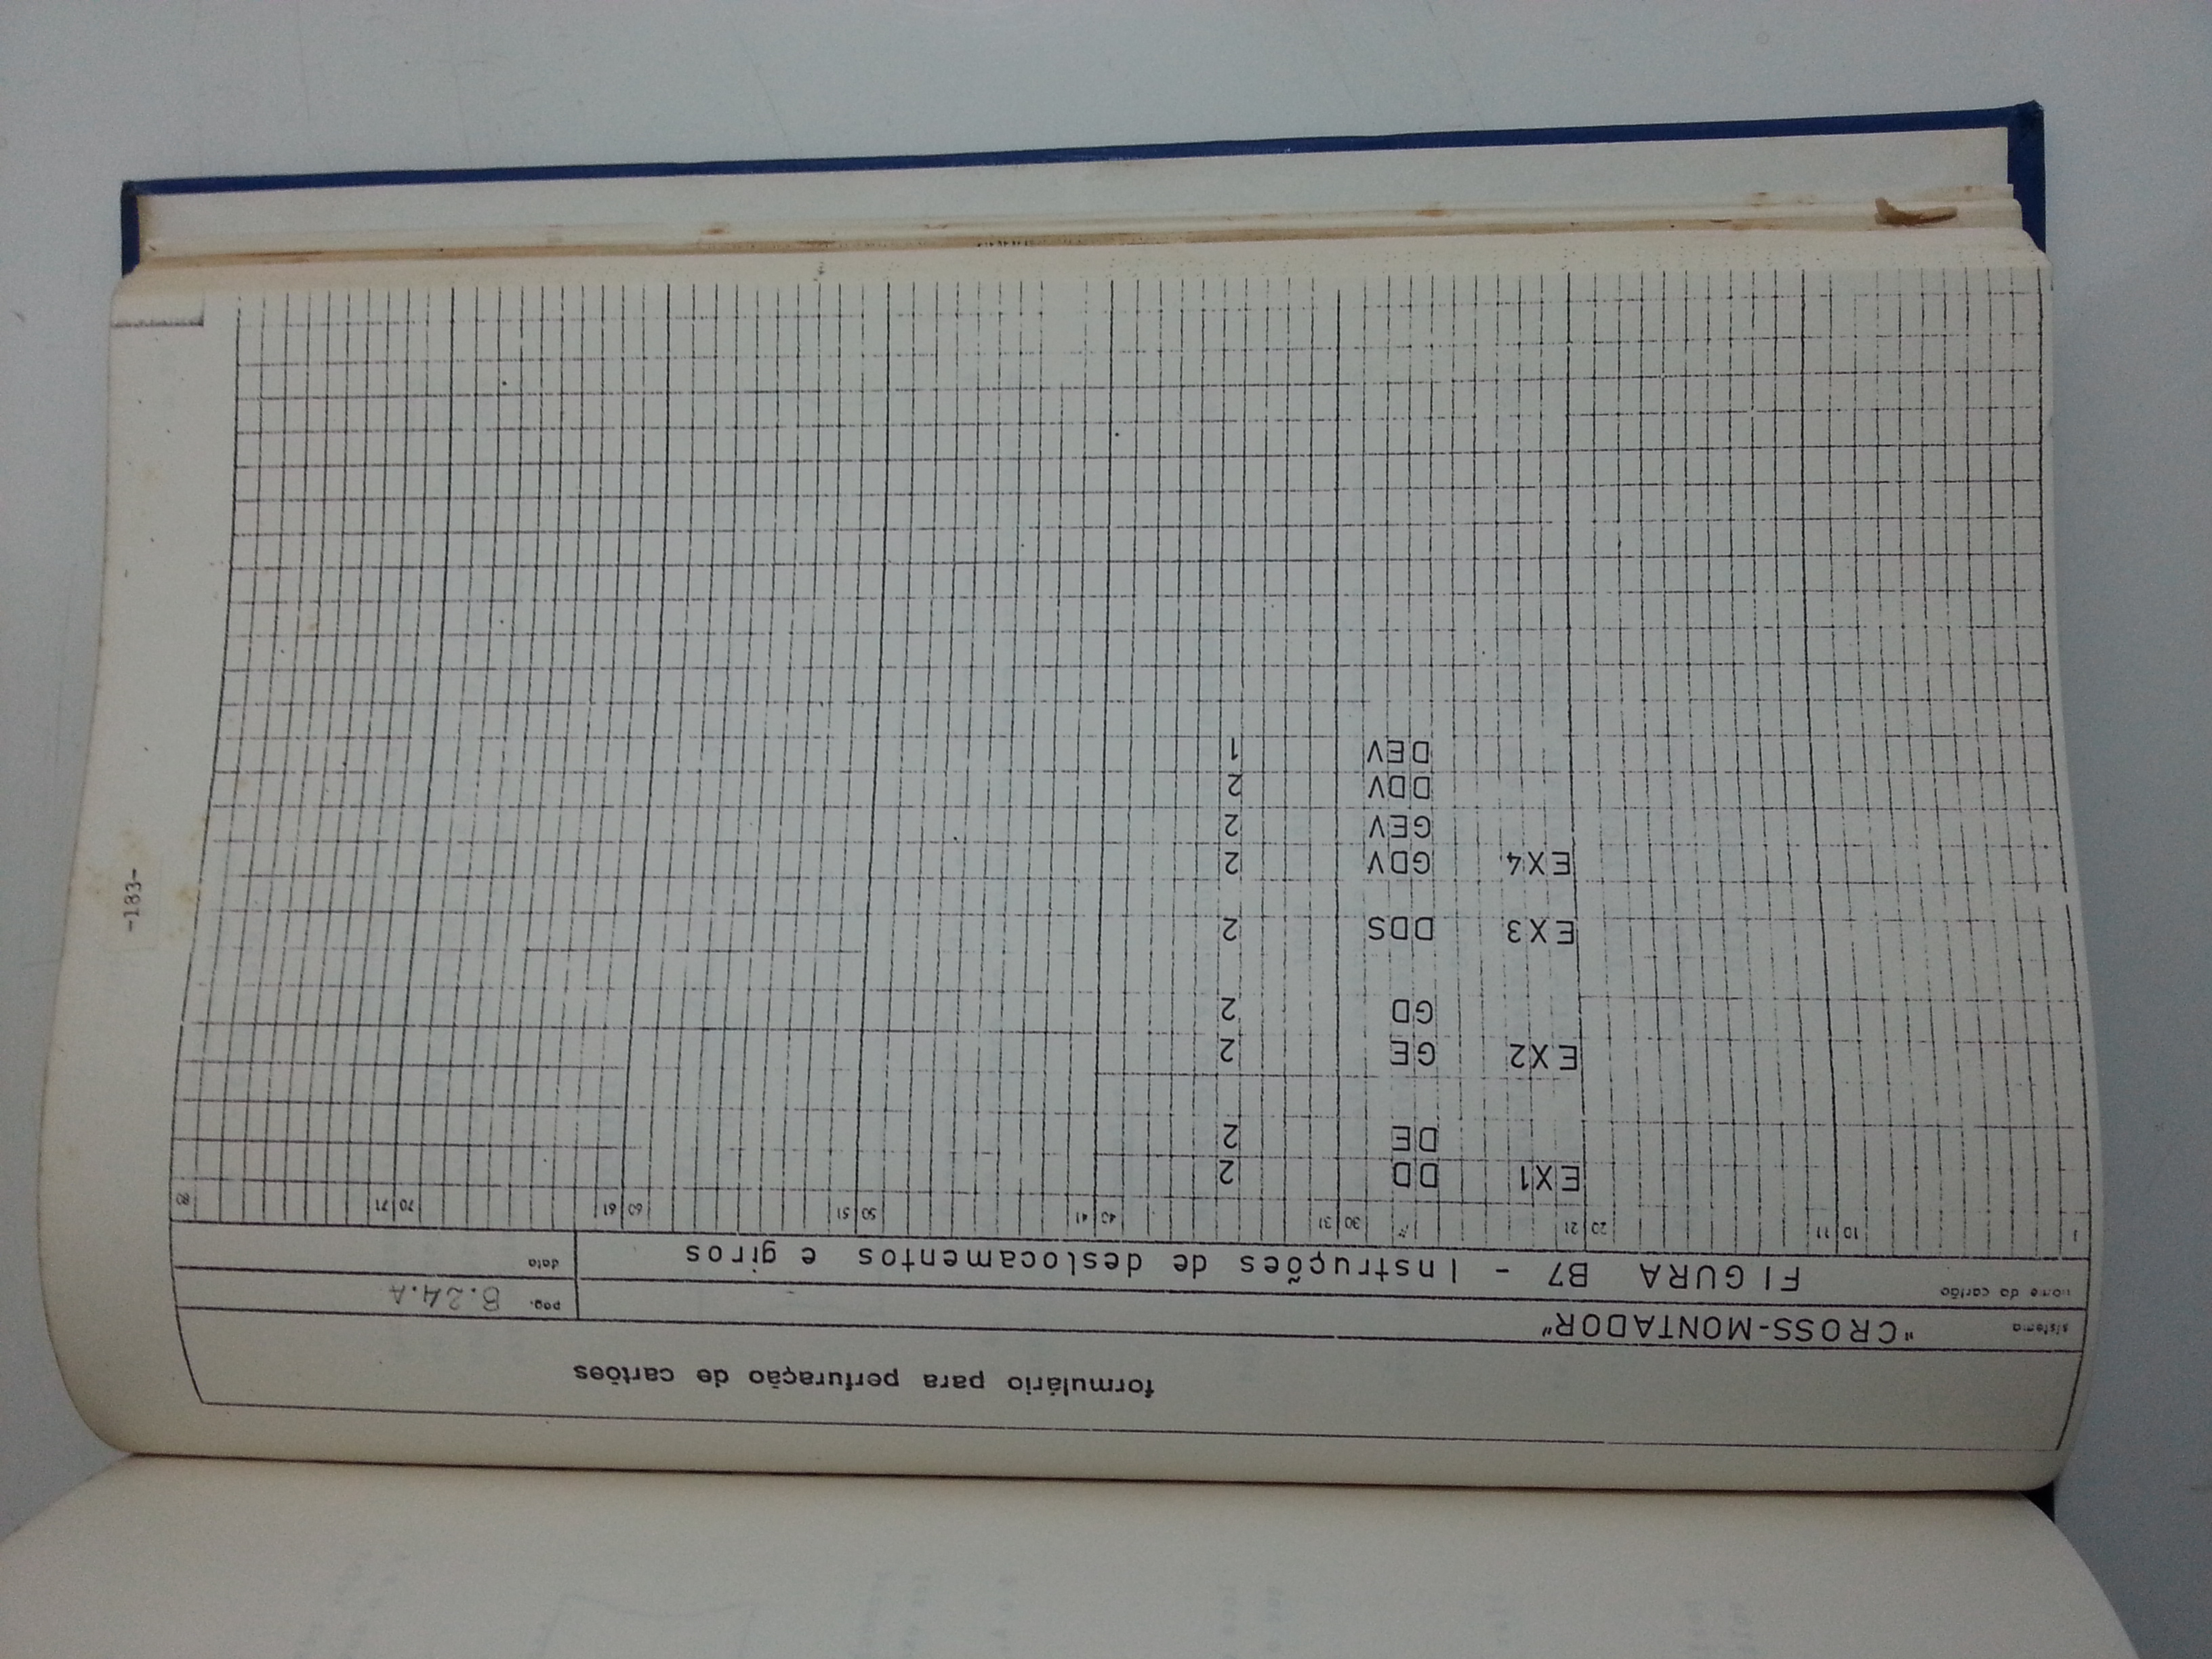 -183-
formulário para perfuração de cartões
sistema "CROSS-MONTADOR"
pag. B.24.A
nome do cartão FIGURA B7 - Instruções de deslocamentos e giros
data
1 10 11 20 21 30 31 40 41 50 51 60 61 70 71 80
EX1 DD 2
DE 2
EX2 GE 2
GD 2
EX3 DDS 2
EX4 GDV 2
GEV 2
DDV 2
DEV 1